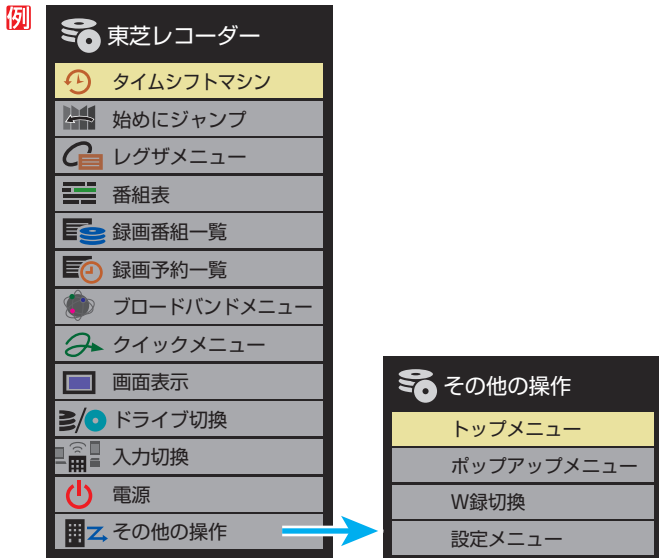 例
東芝レコーダー
タイムシフトマシン
始めにジャンプ
レグザメニュー
番組表
録画番組一覧
録画予約一覧
ブロードバンドメニュー
クイックメニュー
画面表示
ドライブ切換
入力切換
電源
その他の操作
その他の操作
トップメニュー
ポップアップメニュー
W録切換
設定メニュー